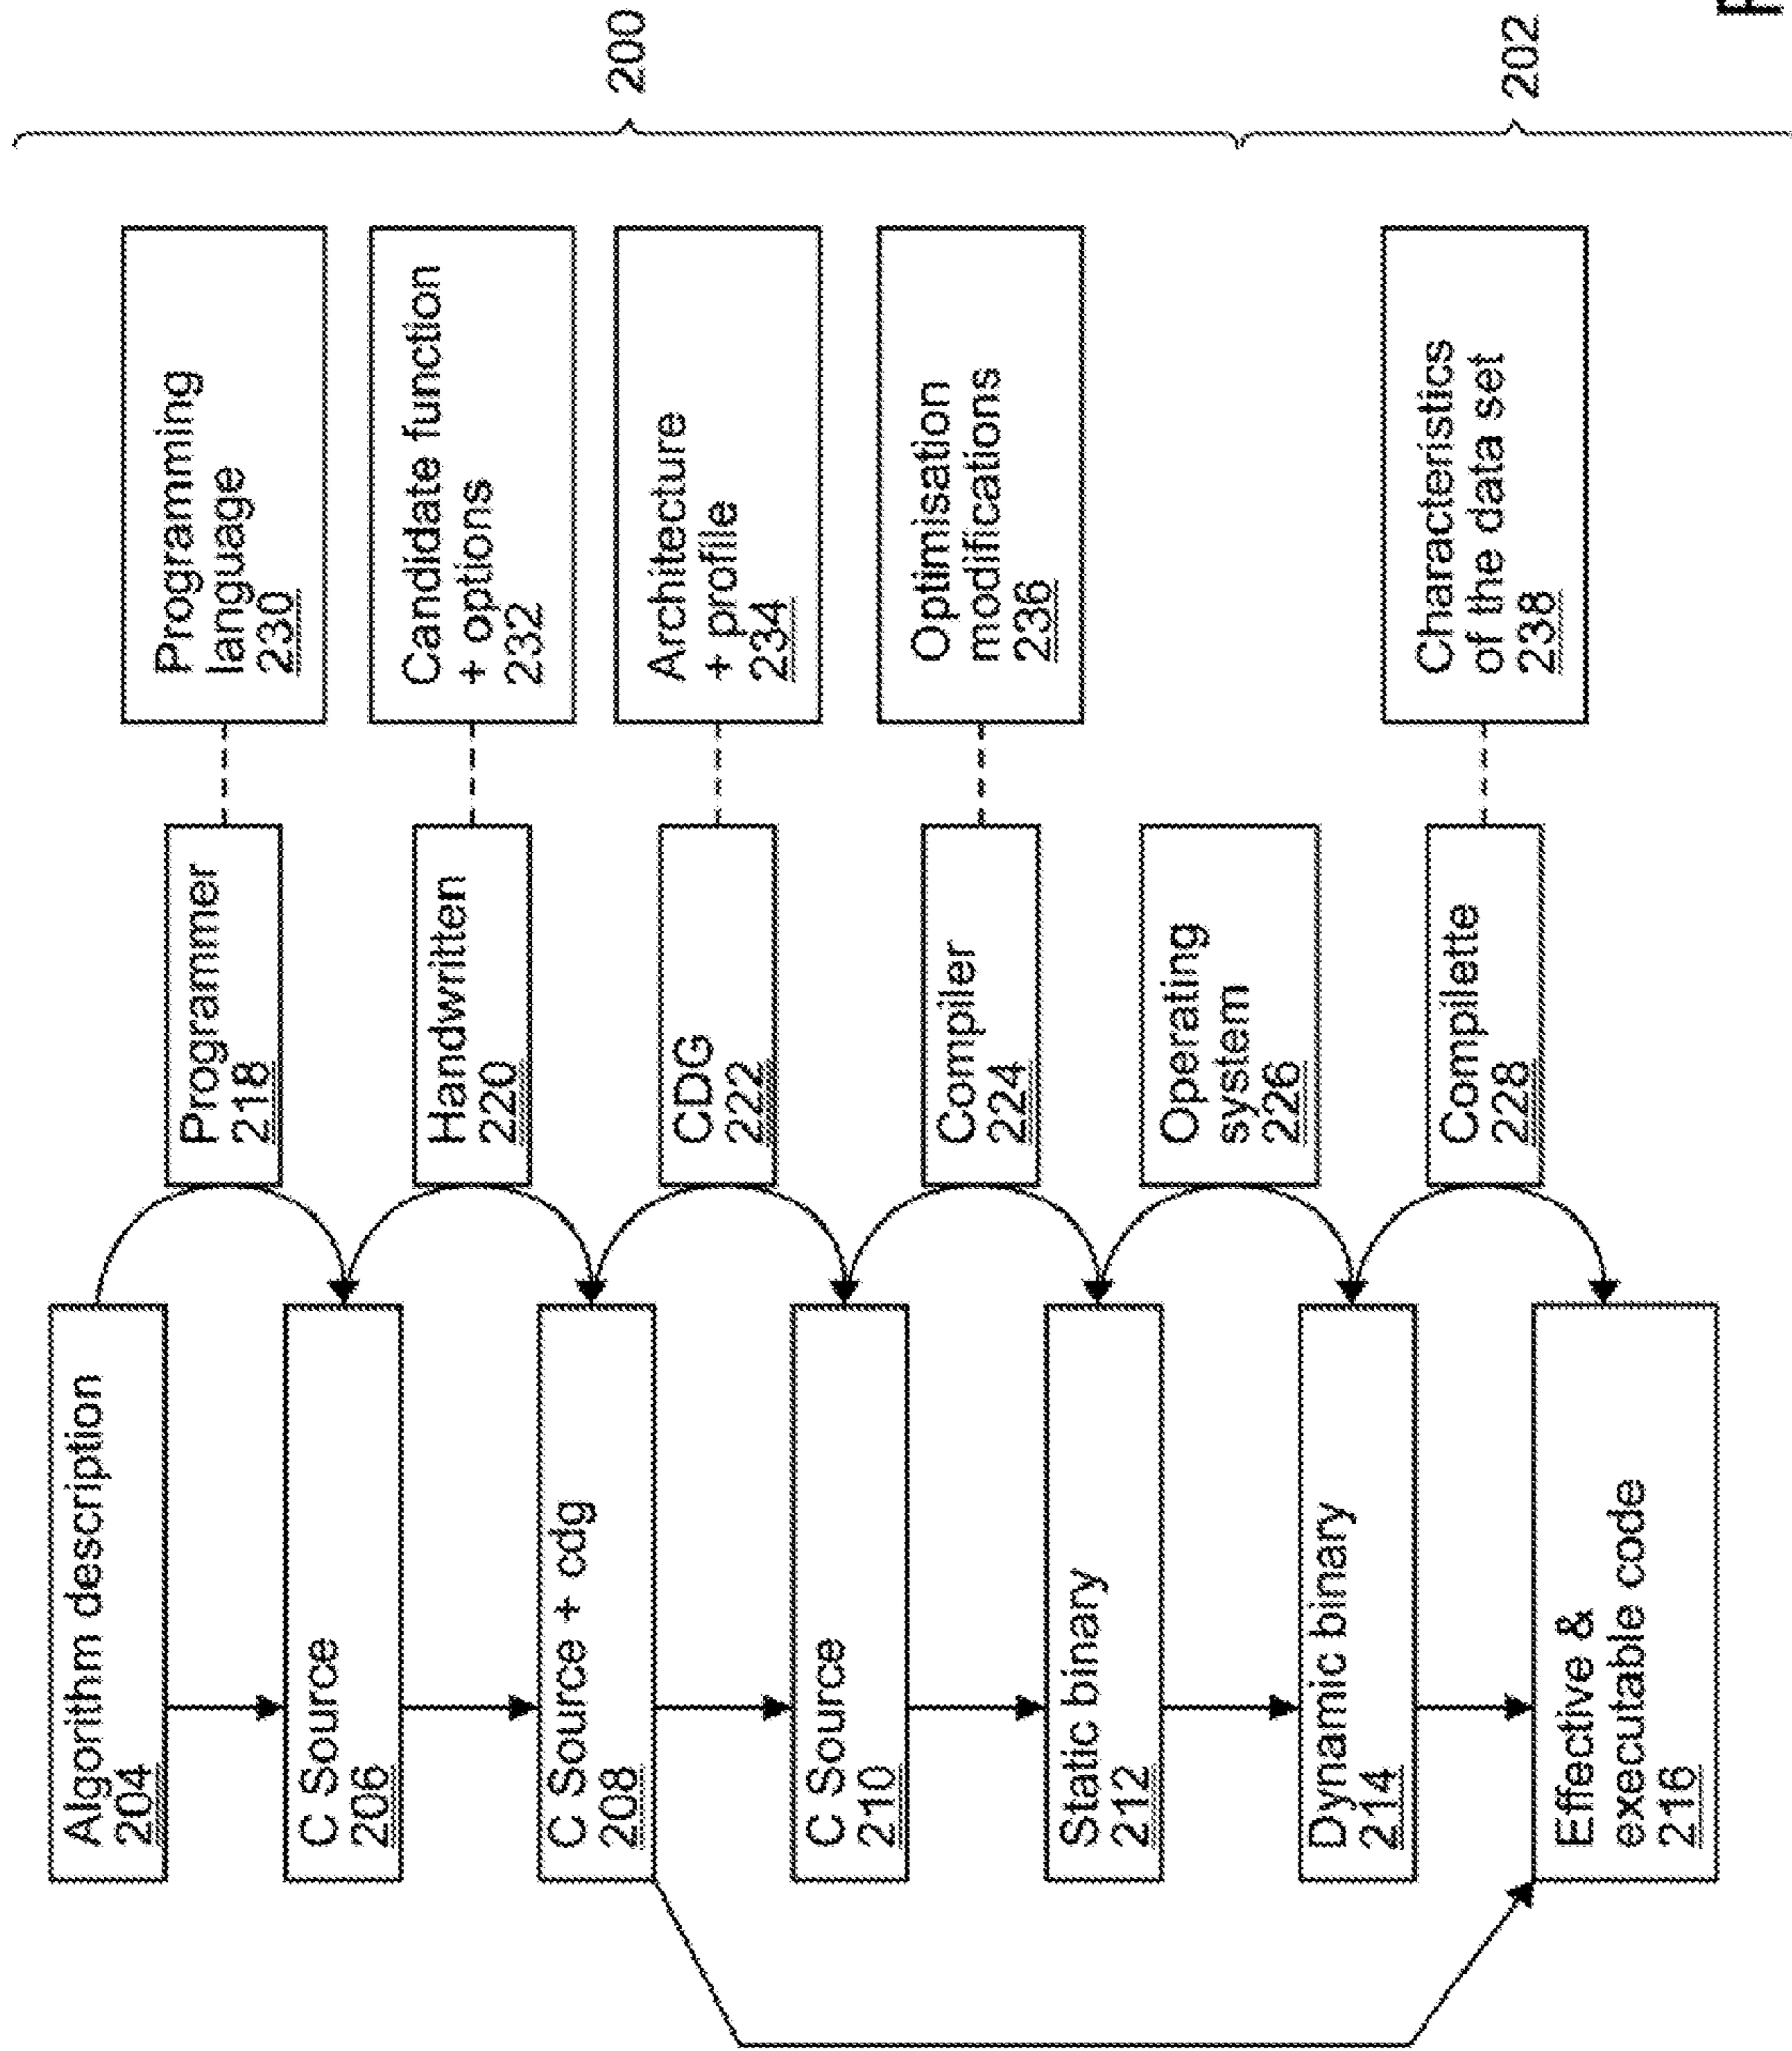 Algorithm description
204
Programmer
218
Programming
language
230
C Source
206
Handwritten
220
Candidate function
+ options
232
C Source + cdg
208
CDG
222
Architecture
+ profile
234
200
C Source
210
Compiler
224
Optimisation
modifications
236
Static binary
212
Operating
system
226
Dynamic binary
214
Compilette
228
Characteristics
of the data set
238
202
Effective &
executable code
216